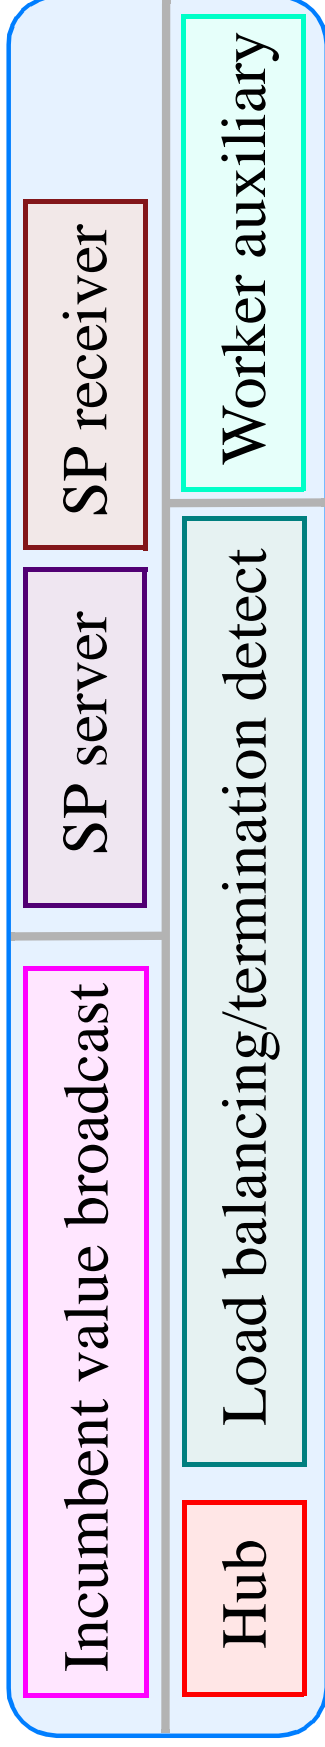 Incumbent value broadcast
SP server
SP receiver
Hub
Load balancing/termination detect
Worker auxiliary